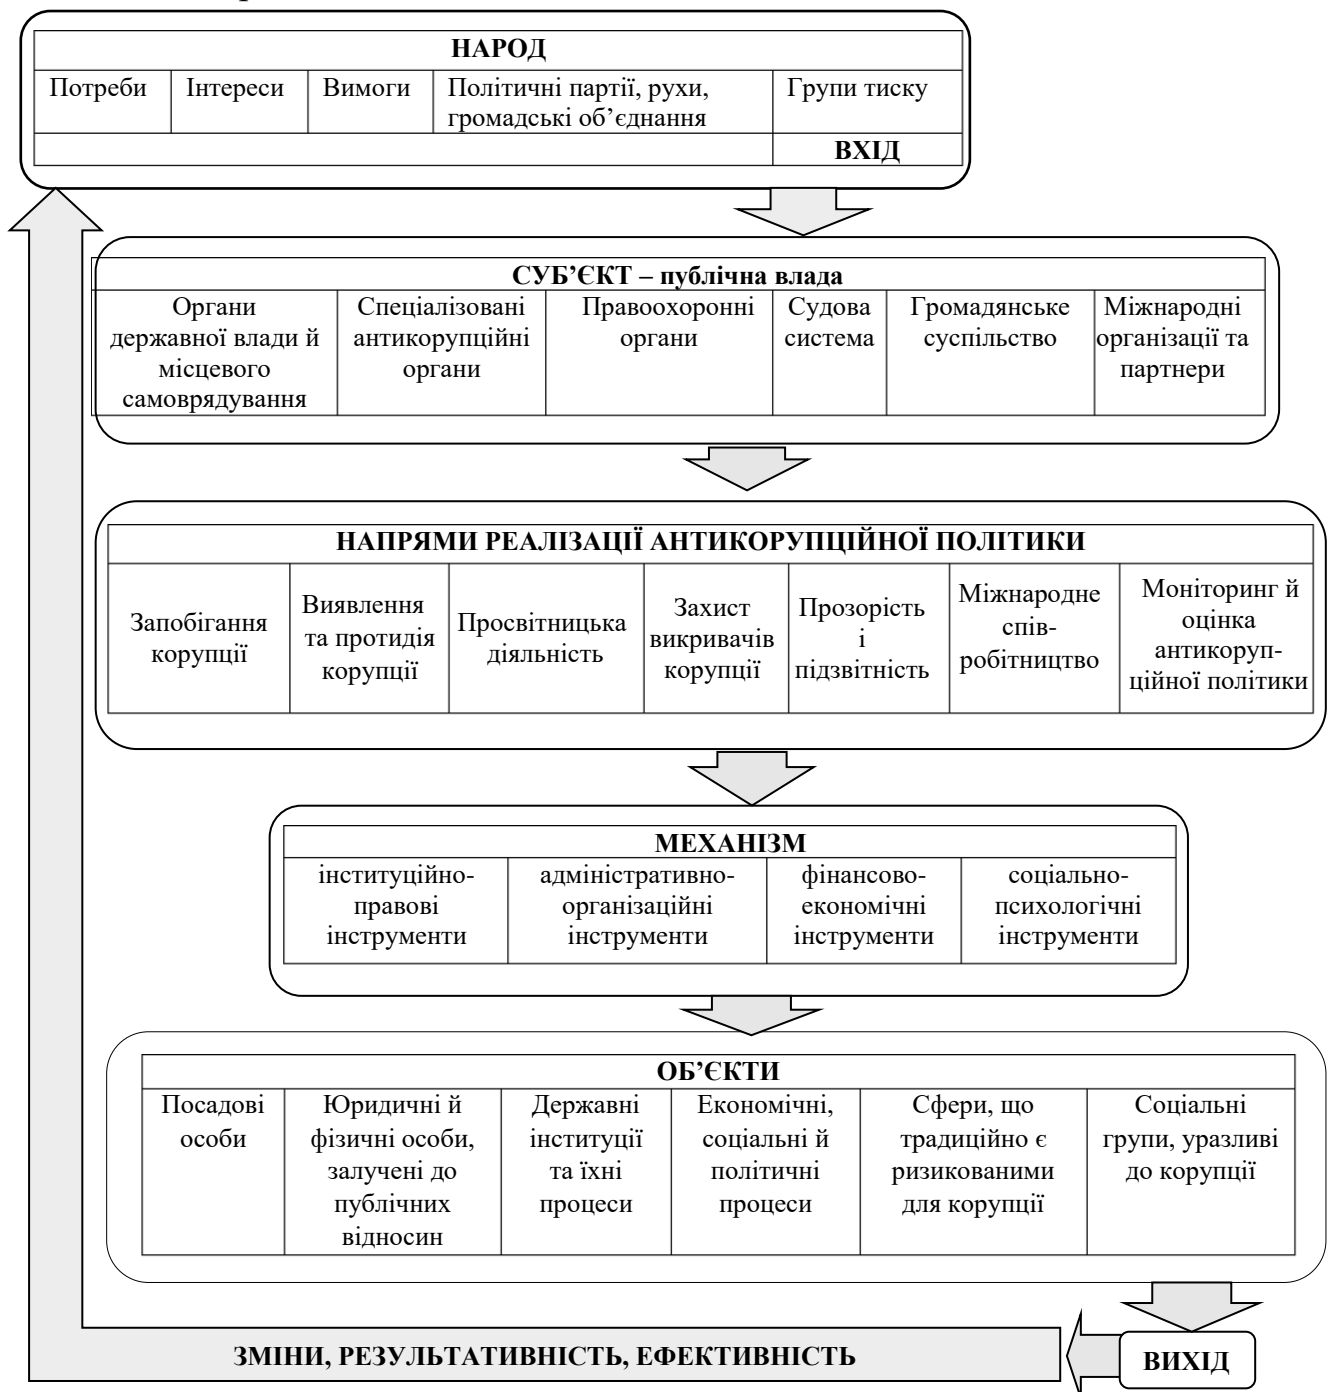 НАРОД
Потреби
Інтереси
Вимоги
Політичні партії, рухи,
громадські об’єднання
Групи тиску
ВХІД
СУБ’ЄКТ – публічна влада
Органи
державної влади й
місцевого
самоврядування
Спеціалізовані
антикорупційні
органи
Правоохоронні
органи
Судова
система
Громадянське
суспільство
Міжнародні
організації та
партнери
НАПРЯМИ РЕАЛІЗАЦІЇ АНТИКОРУПЦІЙНОЇ ПОЛІТИКИ
Запобігання
корупції
Виявлення
та протидія
корупції
Просвітницька
діяльність
Захист
викривачів
корупції
Прозорість
і
підзвітність
Міжнародне
спів-
робітництво
Моніторинг й
оцінка
антикоруп-
ційної політики
МЕХАНІЗМ
інституційно-
правові
інструменти
адміністративно-
організаційні
інструменти
фінансово-
економічні
інструменти
соціально-
психологічні
інструменти
ОБ’ЄКТИ
Посадові
особи
Юридичні й
фізичні особи,
залучені до
публічних
відносин
Державні
інституції
та їхні
процеси
Економічні,
соціальні й
політичні
процеси
Сфери, що
традиційно є
ризикованими
для корупції
Соціальні
групи, уразливі
до корупції
ЗМІНИ, РЕЗУЛЬТАТИВНІСТЬ, ЕФЕКТИВНІСТЬ
ВИХІД